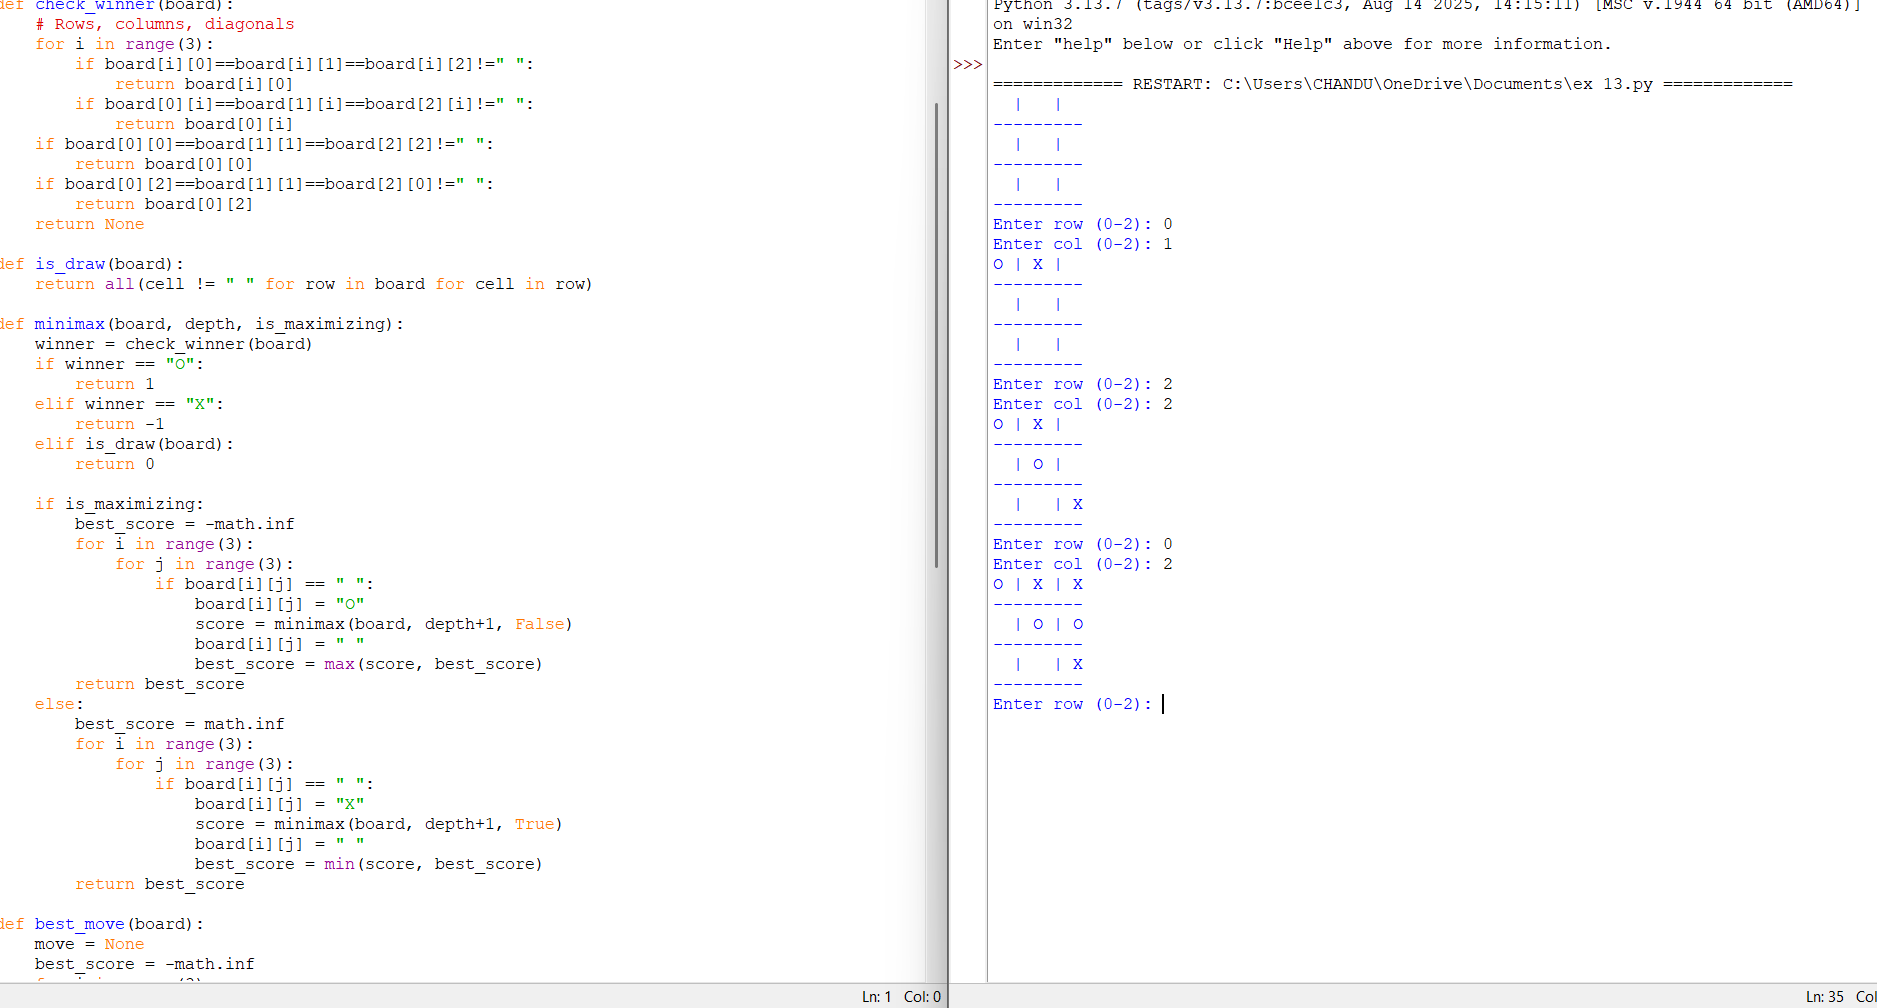 def check_winner(board):
    # Rows, columns, diagonals
    for i in range(3):
        if board[i][0]==board[i][1]==board[i][2]!=" ":
            return board[i][0]
        if board[0][i]==board[1][i]==board[2][i]!=" ":
            return board[0][i]
    if board[0][0]==board[1][1]==board[2][2]!=" ":
        return board[0][0]
    if board[0][2]==board[1][1]==board[2][0]!=" ":
        return board[0][2]
    return None

def is_draw(board):
    return all(cell != " " for row in board for cell in row)

def minimax(board, depth, is_maximizing):
    winner = check_winner(board)
    if winner == "O":
        return 1
    elif winner == "X":
        return -1
    elif is_draw(board):
        return 0

    if is_maximizing:
        best_score = -math.inf
        for i in range(3):
            for j in range(3):
                if board[i][j] == " ":
                    board[i][j] = "O"
                    score = minimax(board, depth+1, False)
                    board[i][j] = " "
                    best_score = max(score, best_score)
        return best_score
    else:
        best_score = math.inf
        for i in range(3):
            for j in range(3):
                if board[i][j] == " ":
                    board[i][j] = "X"
                    score = minimax(board, depth+1, True)
                    board[i][j] = " "
                    best_score = min(score, best_score)
        return best_score

def best_move(board):
    move = None
    best_score = -math.inf
Ln: 1 Col: 0
Python 3.13.7 (tags/v3.13.7:bcee1c3, Aug 14 2025, 14:15:11) [MSC v.1944 64 bit (AMD64)]
on win32
Enter "help" below or click "Help" above for more information.
>>>
============= RESTART: C:\Users\CHANDU\OneDrive\Documents\ex 13.py =============
  |   |
---------
  |   |
---------
  |   |
---------
Enter row (0-2): 0
Enter col (0-2): 1
O | X |
---------
  |   |
---------
  |   |
---------
Enter row (0-2): 2
Enter col (0-2): 2
O | X |
---------
  | O |
---------
  |   | X
---------
Enter row (0-2): 0
Enter col (0-2): 2
O | X | X
---------
  | O | O
---------
  |   | X
---------
Enter row (0-2):
Ln: 35 Col